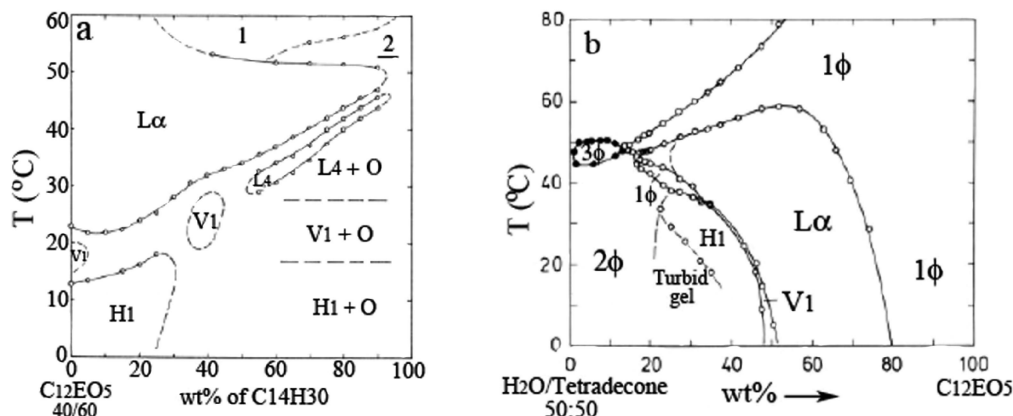 a
60
50
40
30
20
10
0
T (ºC)
1
2
Lα
L4
L4 + O
V1
V1 + O
V1
H1
H1 + O
0
20
40
60
80
100
C12EO5
40/60
wt% of C14H30
b
80
60
40
20
0
T (ºC)
1ϕ
3ϕ
1ϕ
Lα
H1
2ϕ
Turbid
gel
1ϕ
V1
0
20
40
60
80
100
H2O/Tetradecone
50:50
wt%
C12EO5